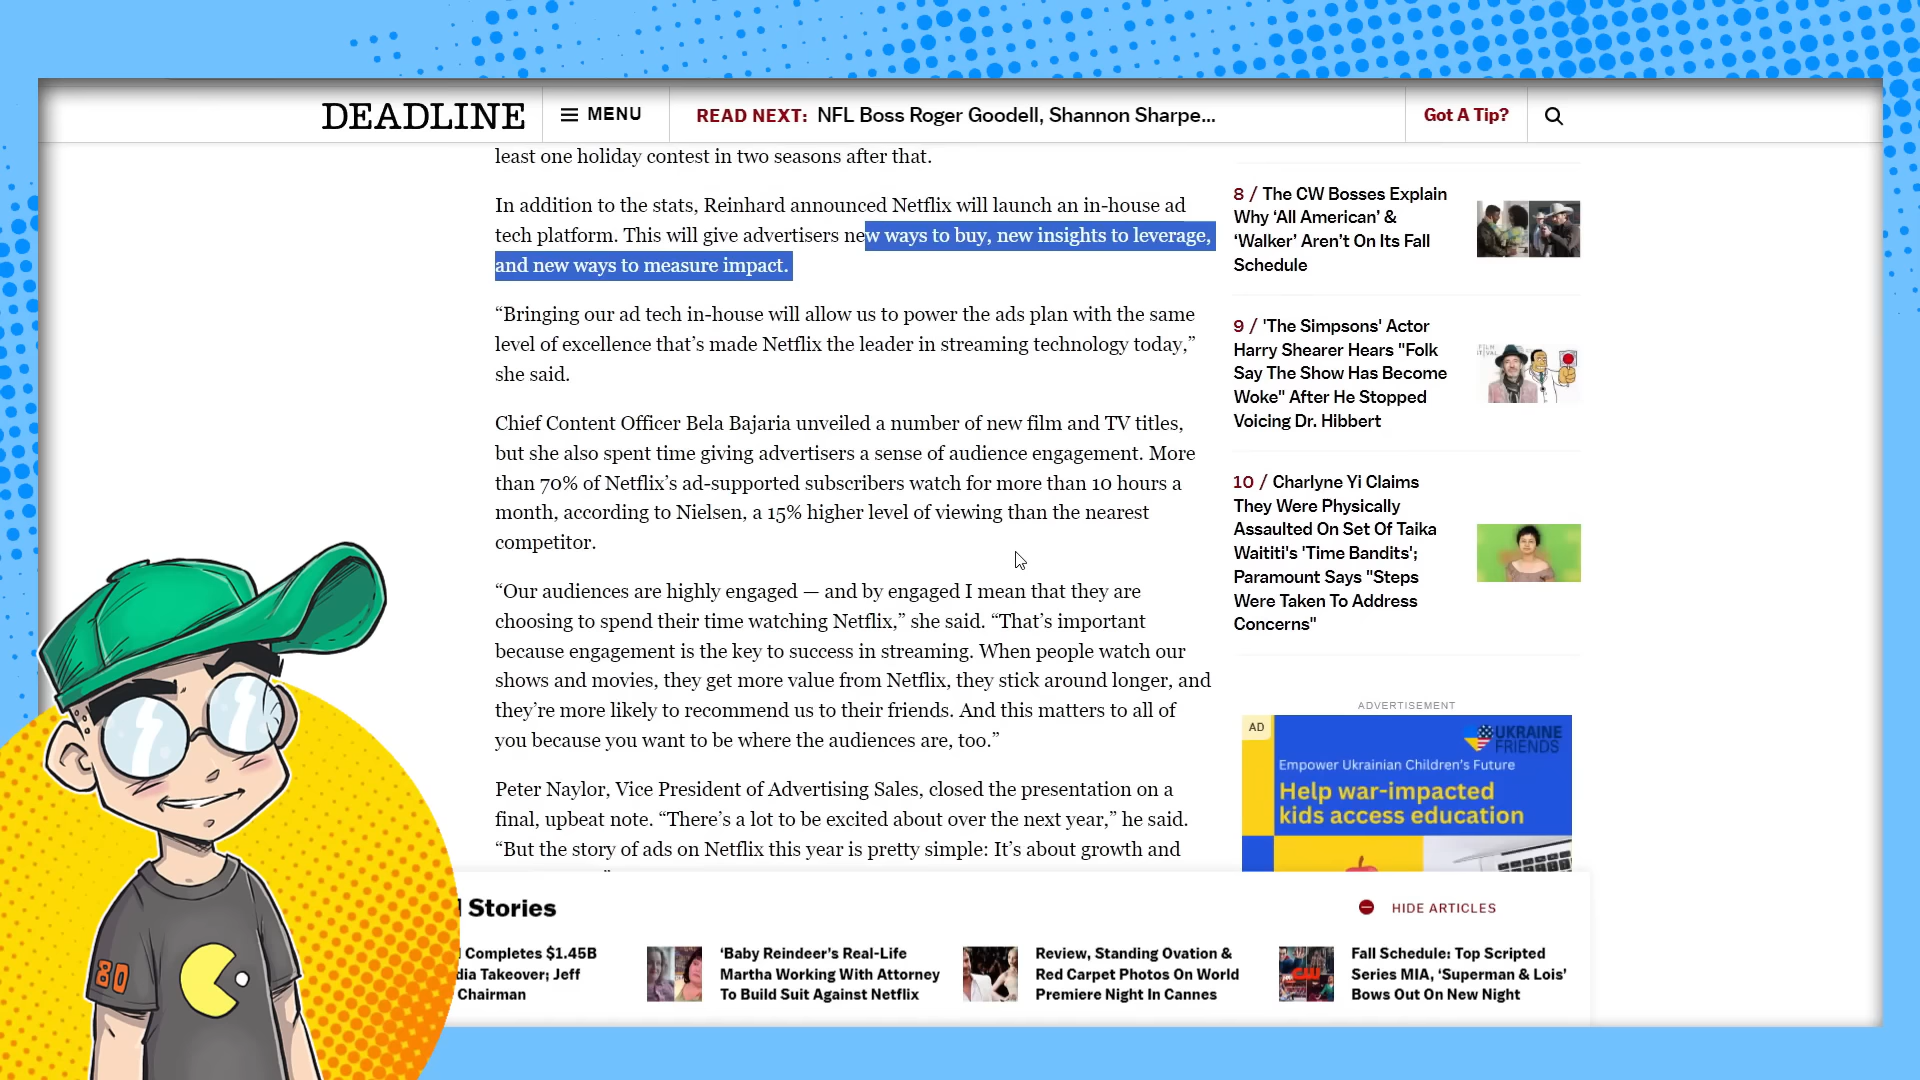 DEADLINE
MENU
READ NEXT: NFL Boss Roger Goodell, Shannon Sharpe...
Got A Tip?
least one holiday contest in two seasons after that.
In addition to the stats, Reinhard announced Netflix will launch an in-house ad
tech platform. This will give advertisers new ways to buy, new insights to leverage,
and new ways to measure impact.
“Bringing our ad tech in-house will allow us to power the ads plan with the same
level of excellence that’s made Netflix the leader in streaming technology today,”
she said.
Chief Content Officer Bela Bajaria unveiled a number of new film and TV titles,
but she also spent time giving advertisers a sense of audience engagement. More
than 70% of Netflix’s ad-supported subscribers watch for more than 10 hours a
month, according to Nielsen, a 15% higher level of viewing than the nearest
competitor.
“Our audiences are highly engaged — and by engaged I mean that they are
choosing to spend their time watching Netflix,” she said. “That’s important
because engagement is the key to success in streaming. When people watch our
shows and movies, they get more value from Netflix, they stick around longer, and
they’re more likely to recommend us to their friends. And this matters to all of
you because you want to be where the audiences are, too.”
Peter Naylor, Vice President of Advertising Sales, closed the presentation on a
final, upbeat note. “There’s a lot to be excited about over the next year,” he said.
“But the story of ads on Netflix this year is pretty simple: It’s about growth and
8 / The CW Bosses Explain
Why ‘All American’ &
‘Walker’ Aren’t On Its Fall
Schedule
9 / 'The Simpsons' Actor
Harry Shearer Hears "Folk
Say The Show Has Become
Woke" After He Stopped
Voicing Dr. Hibbert
10 / Charlyne Yi Claims
They Were Physically
Assaulted On Set Of Taika
Waititi's 'Time Bandits';
Paramount Says "Steps
Were Taken To Address
Concerns"
ADVERTISEMENT
AD
UKRAINE
FRIENDS
Empower Ukrainian Children's Future
Help war-impacted
kids access education
Stories
HIDE ARTICLES
Completes $1.45B
dia Takeover; Jeff
Chairman
‘Baby Reindeer’s Real-Life
Martha Working With Attorney
To Build Suit Against Netflix
Review, Standing Ovation &
Red Carpet Photos On World
Premiere Night In Cannes
CW
Fall Schedule: Top Scripted
Series MIA, ‘Superman & Lois’
Bows Out On New Night
80